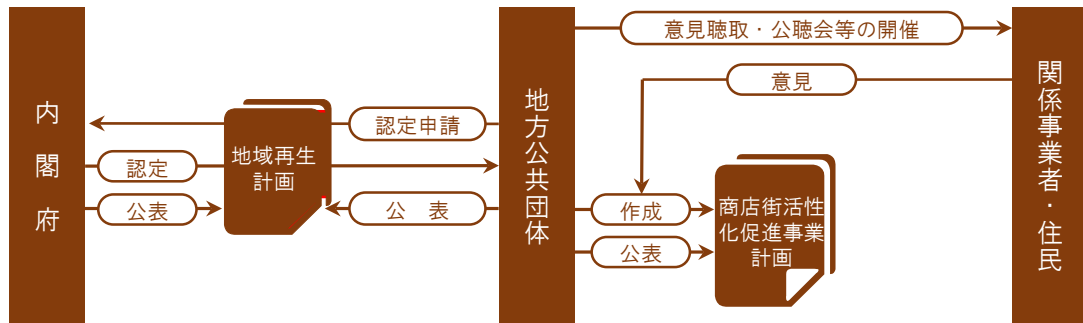 内閣府
認定申請
認定
公表
地域再生
計画
公　表
地方公共団体
意見聴取・公聴会等の開催
意見
作成
公表
商店街活性
化促進事業
計画
関係事業者・住民